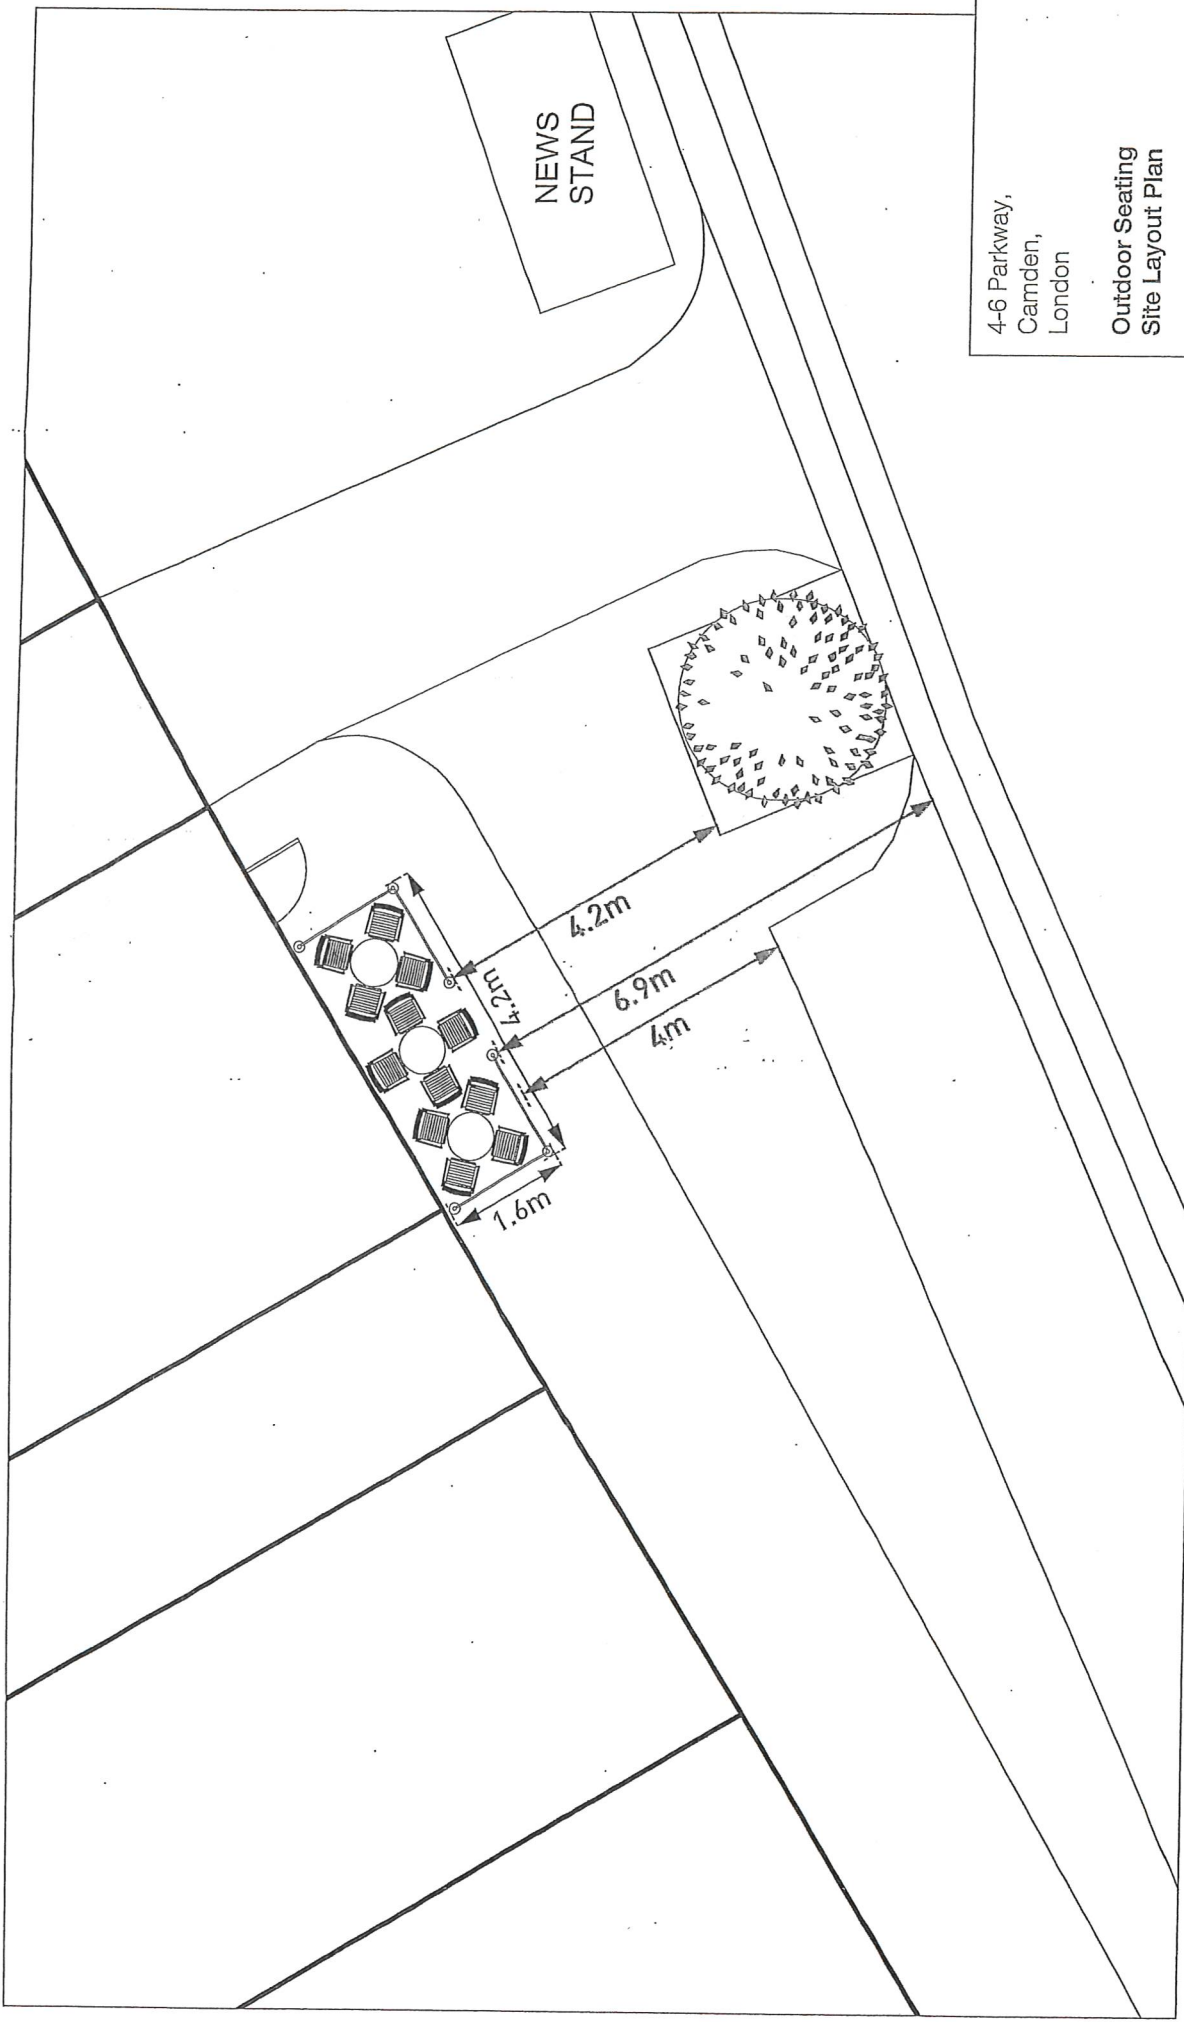 NEWS
STAND
4.2m
4.2m
6.9m
4m
1.6m
4-6 Parkway,
Camden,
London
Outdoor Seating
Site Layout Plan